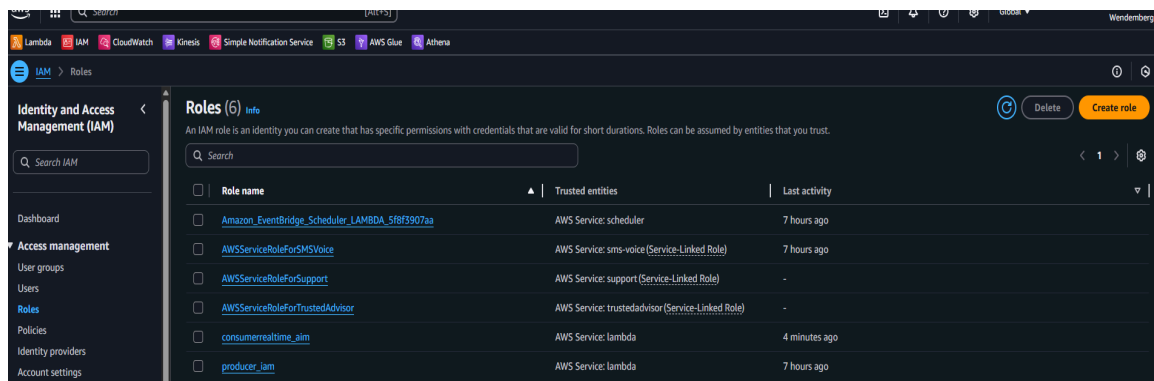 aws Search [Alt+S] Global
Wendemberg
Lambda IAM CloudWatch Kinesis Simple Notification Service S3 AWS Glue Athena
IAM > Roles
Identity and Access Management (IAM)
Search IAM
Dashboard
Access management
User groups
Users
Roles
Policies
Identity providers
Account settings
Roles (6) Info
Delete
Create role
An IAM role is an identity you can create that has specific permissions with credentials that are valid for short durations. Roles can be assumed by entities that you trust.
Search
1
Role name Trusted entities Last activity
Amazon_EventBridge_Scheduler_LAMBDA_5f8f3907aa AWS Service: scheduler 7 hours ago
AWSServiceRoleForSMSVoice AWS Service: sms-voice (Service-Linked Role) 7 hours ago
AWSServiceRoleForSupport AWS Service: support (Service-Linked Role) -
AWSServiceRoleForTrustedAdvisor AWS Service: trustedadvisor (Service-Linked Role) -
consumerrealtime_aim AWS Service: lambda 4 minutes ago
producer_iam AWS Service: lambda 7 hours ago